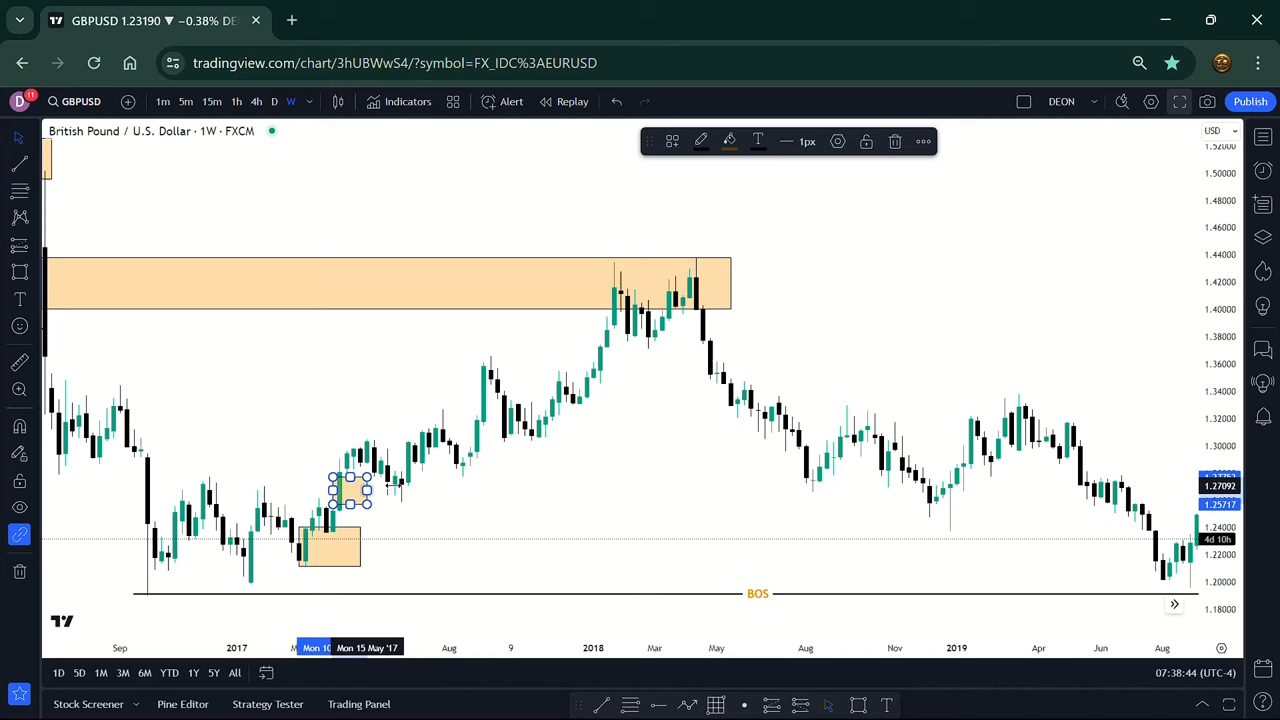 GBPUSD 1.23190 ▼ −0.38% DE
tradingview.com/chart/3hUBWwS4/?symbol=FX_IDC%3AEURUSD
D 11 GBPUSD 1m 5m 15m 1h 4h D W Indicators Alert Replay DEON Publish
British Pound / U.S. Dollar · 1W · FXCM
1px
USD
1.52000
1.50000
1.48000
1.46000
1.44000
1.42000
1.40000
1.38000
1.36000
1.34000
1.32000
1.30000
1.27092
1.25717
1.24000
4d 10h
1.22000
1.20000
1.18000
BOS
Sep 2017 M Mon 10 Mon 15 May '17 Aug 9 2018 Mar May Aug Nov 2019 Apr Jun Aug
1D 5D 1M 3M 6M YTD 1Y 5Y All 07:38:44 (UTC-4)
Stock Screener Pine Editor Strategy Tester Trading Panel